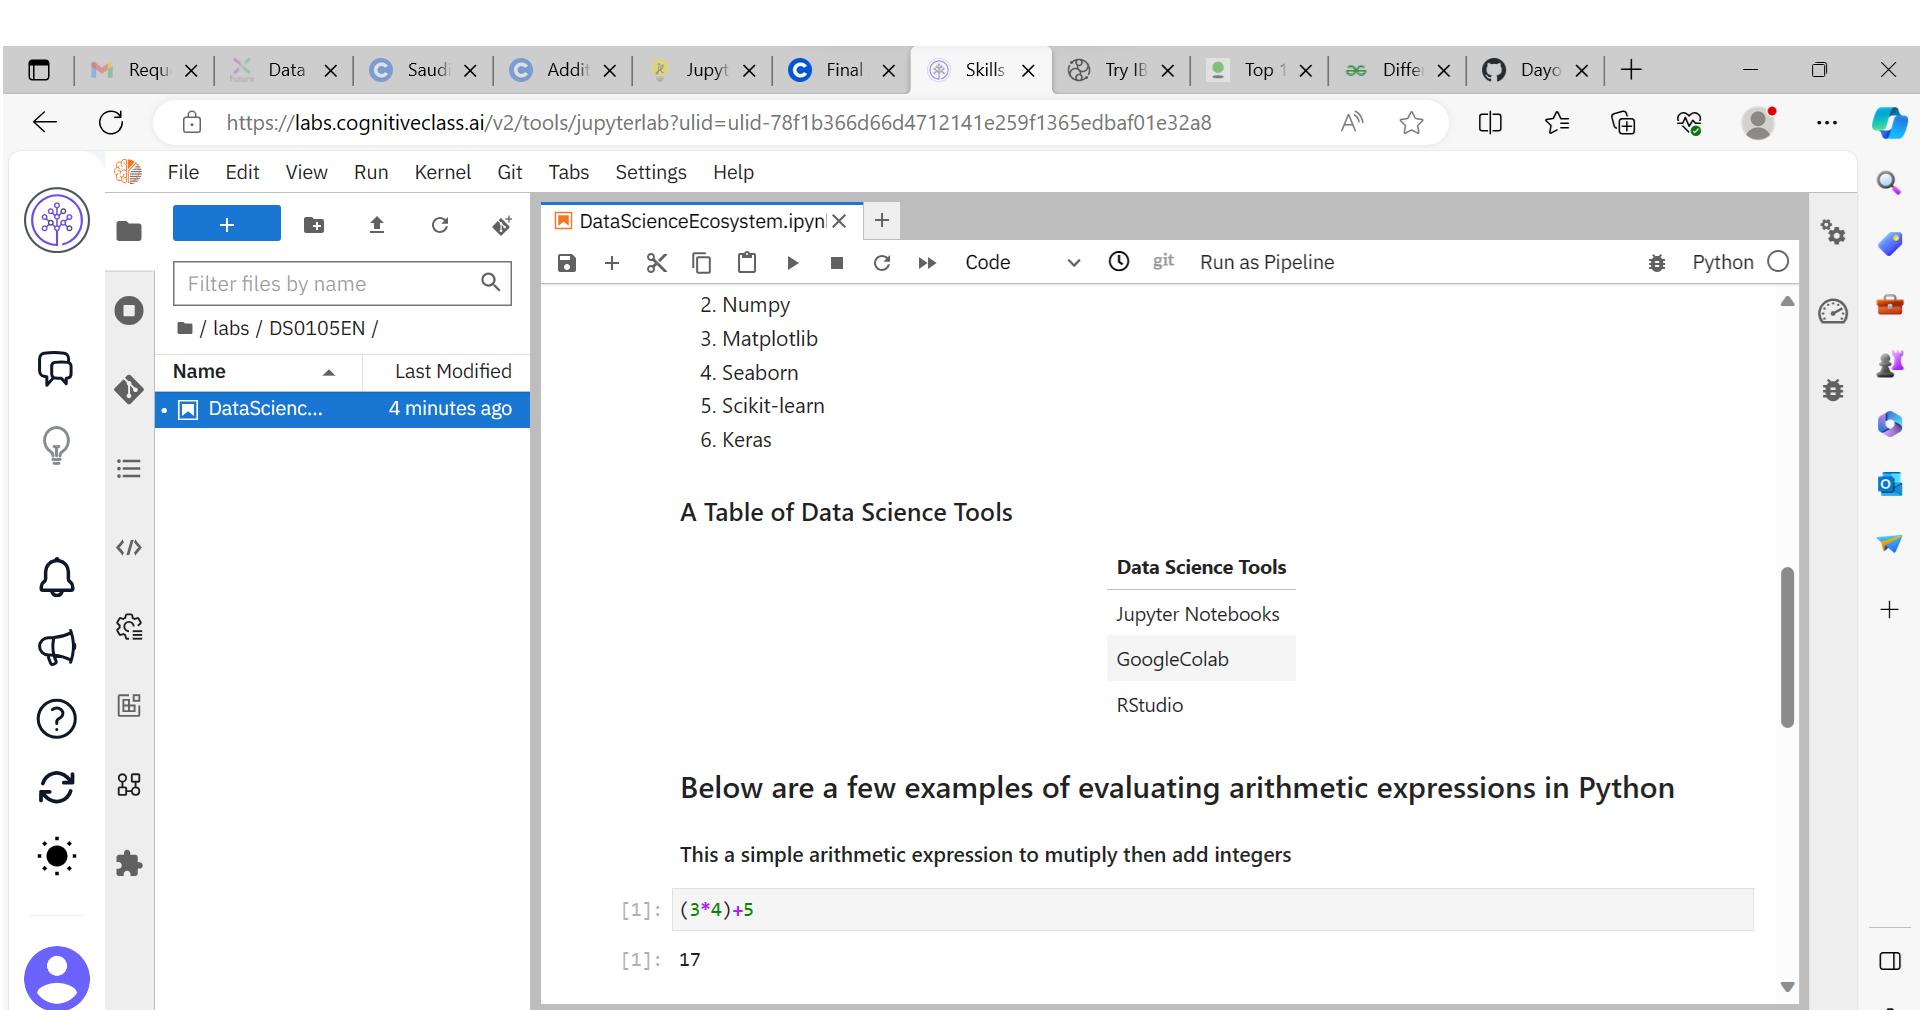 Requ
Data
Saudi
Addit
Jupyt
Final
Skills
Try IB
Top 1
Differ
Dayo
https://labs.cognitiveclass.ai/v2/tools/jupyterlab?ulid=ulid-78f1b366d66d4712141e259f1365edbaf01e32a8
File Edit View Run Kernel Git Tabs Settings Help
Filter files by name
/ labs / DS0105EN /
Name Last Modified
DataScienc... 4 minutes ago
DataScienceEcosystem.ipyn
Code git Run as Pipeline Python
2. Numpy
3. Matplotlib
4. Seaborn
5. Scikit-learn
6. Keras
A Table of Data Science Tools
Data Science Tools
Jupyter Notebooks
GoogleColab
RStudio
Below are a few examples of evaluating arithmetic expressions in Python
This a simple arithmetic expression to mutiply then add integers
[1]: (3*4)+5
[1]: 17